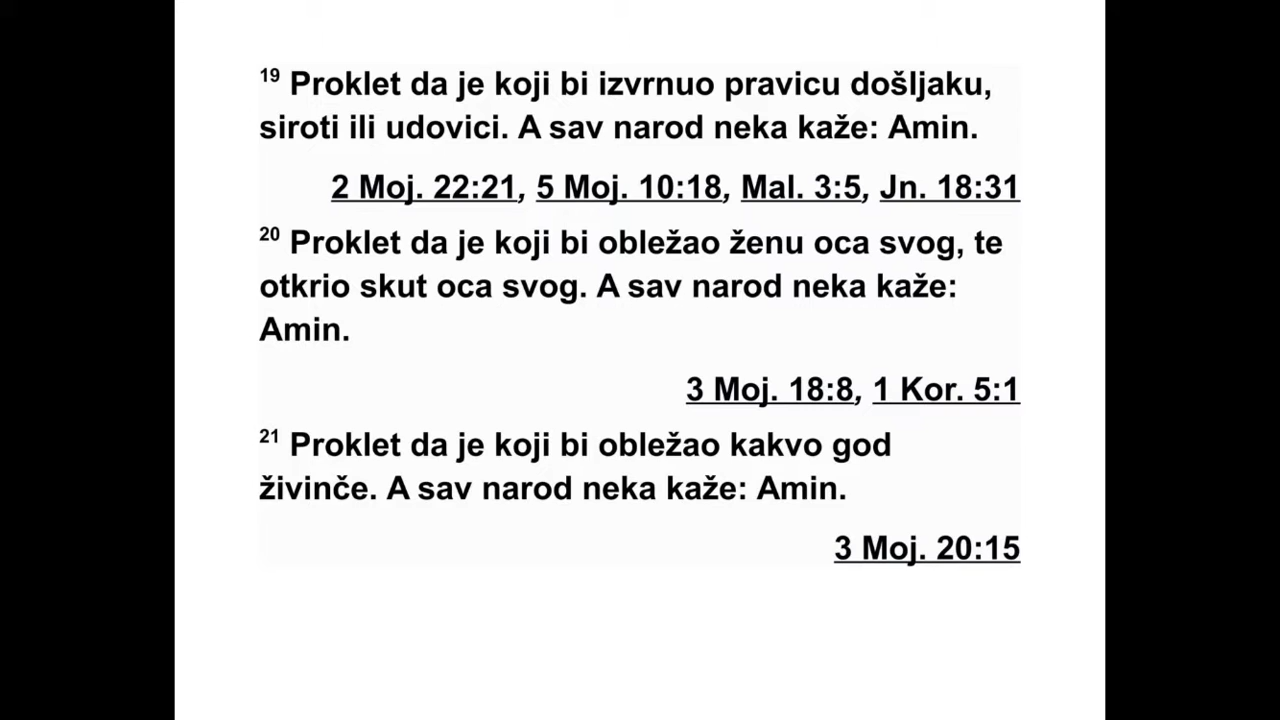 19 Proklet da je koji bi izvrnuo pravicu došljaku,
siroti ili udovici. A sav narod neka kaže: Amin.
2 Moj. 22:21, 5 Moj. 10:18, Mal. 3:5, Jn. 18:31
20 Proklet da je koji bi obležao ženu oca svog, te
otkrio skut oca svog. A sav narod neka kaže:
Amin.
3 Moj. 18:8, 1 Kor. 5:1
21 Proklet da je koji bi obležao kakvo god
živinče. A sav narod neka kaže: Amin.
3 Moj. 20:15